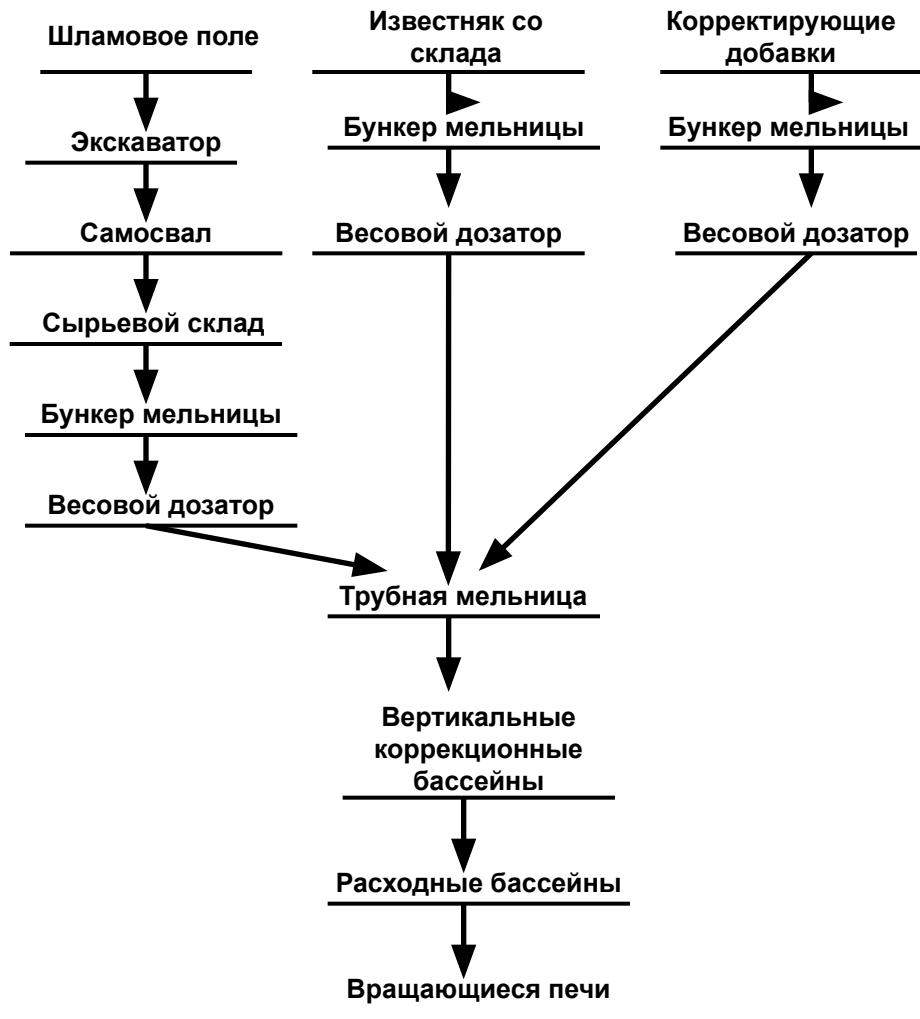 Шламовое поле
Экскаватор
Самосвал
Сырьевой склад
Бункер мельницы
Весовой дозатор
Известняк со
склада
Бункер мельницы
Весовой дозатор
Корректирующие
добавки
Бункер мельницы
Весовой дозатор
Трубная мельница
Вертикальные
коррекционные
бассейны
Расходные бассейны
Вращающиеся печи